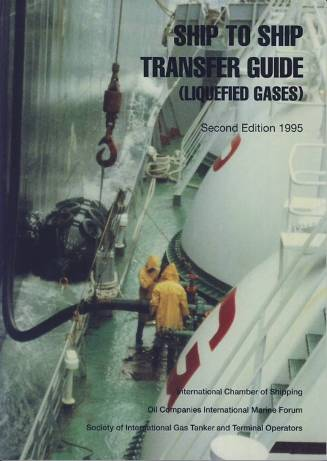 SHIP TO SHIP
TRANSFER GUIDE
(LIQUEFIED GASES)
Second Edition 1995
International Chamber of Shipping
Oil Companies International Marine Forum
Society of International Gas Tanker and Terminal Operators